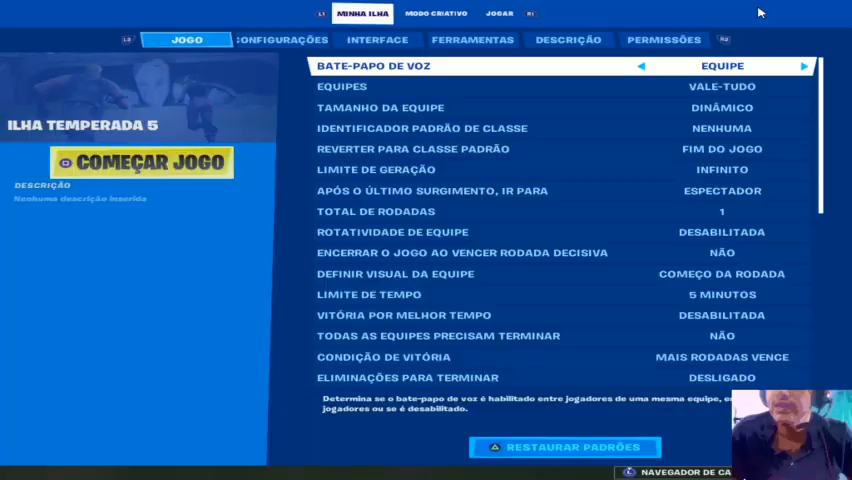 L1 MINHA ILHA MODO CRIATIVO JOGAR R1
L2 JOGO CONFIGURAÇÕES INTERFACE FERRAMENTAS DESCRIÇÃO PERMISSÕES R2
BATE-PAPO DE VOZ EQUIPE
EQUIPES VALE-TUDO
TAMANHO DA EQUIPE DINÂMICO
ILHA TEMPERADA 5
IDENTIFICADOR PADRÃO DE CLASSE NENHUMA
REVERTER PARA CLASSE PADRÃO FIM DO JOGO
COMEÇAR JOGO
LIMITE DE GERAÇÃO INFINITO
DESCRIÇÃO
Nenhuma descrição inserida
APÓS O ÚLTIMO SURGIMENTO, IR PARA ESPECTADOR
TOTAL DE RODADAS 1
ROTATIVIDADE DE EQUIPE DESABILITADA
ENCERRAR O JOGO AO VENCER RODADA DECISIVA NÃO
DEFINIR VISUAL DA EQUIPE COMEÇO DA RODADA
LIMITE DE TEMPO 5 MINUTOS
VITÓRIA POR MELHOR TEMPO DESABILITADA
TODAS AS EQUIPES PRECISAM TERMINAR NÃO
CONDIÇÃO DE VITÓRIA MAIS RODADAS VENCE
ELIMINAÇÕES PARA TERMINAR DESLIGADO
Determina se o bate-papo de voz é habilitado entre jogadores de uma mesma equipe,
jogadores ou se é desabilitado.
RESTAURAR PADRÕES
NAVEGADOR DE